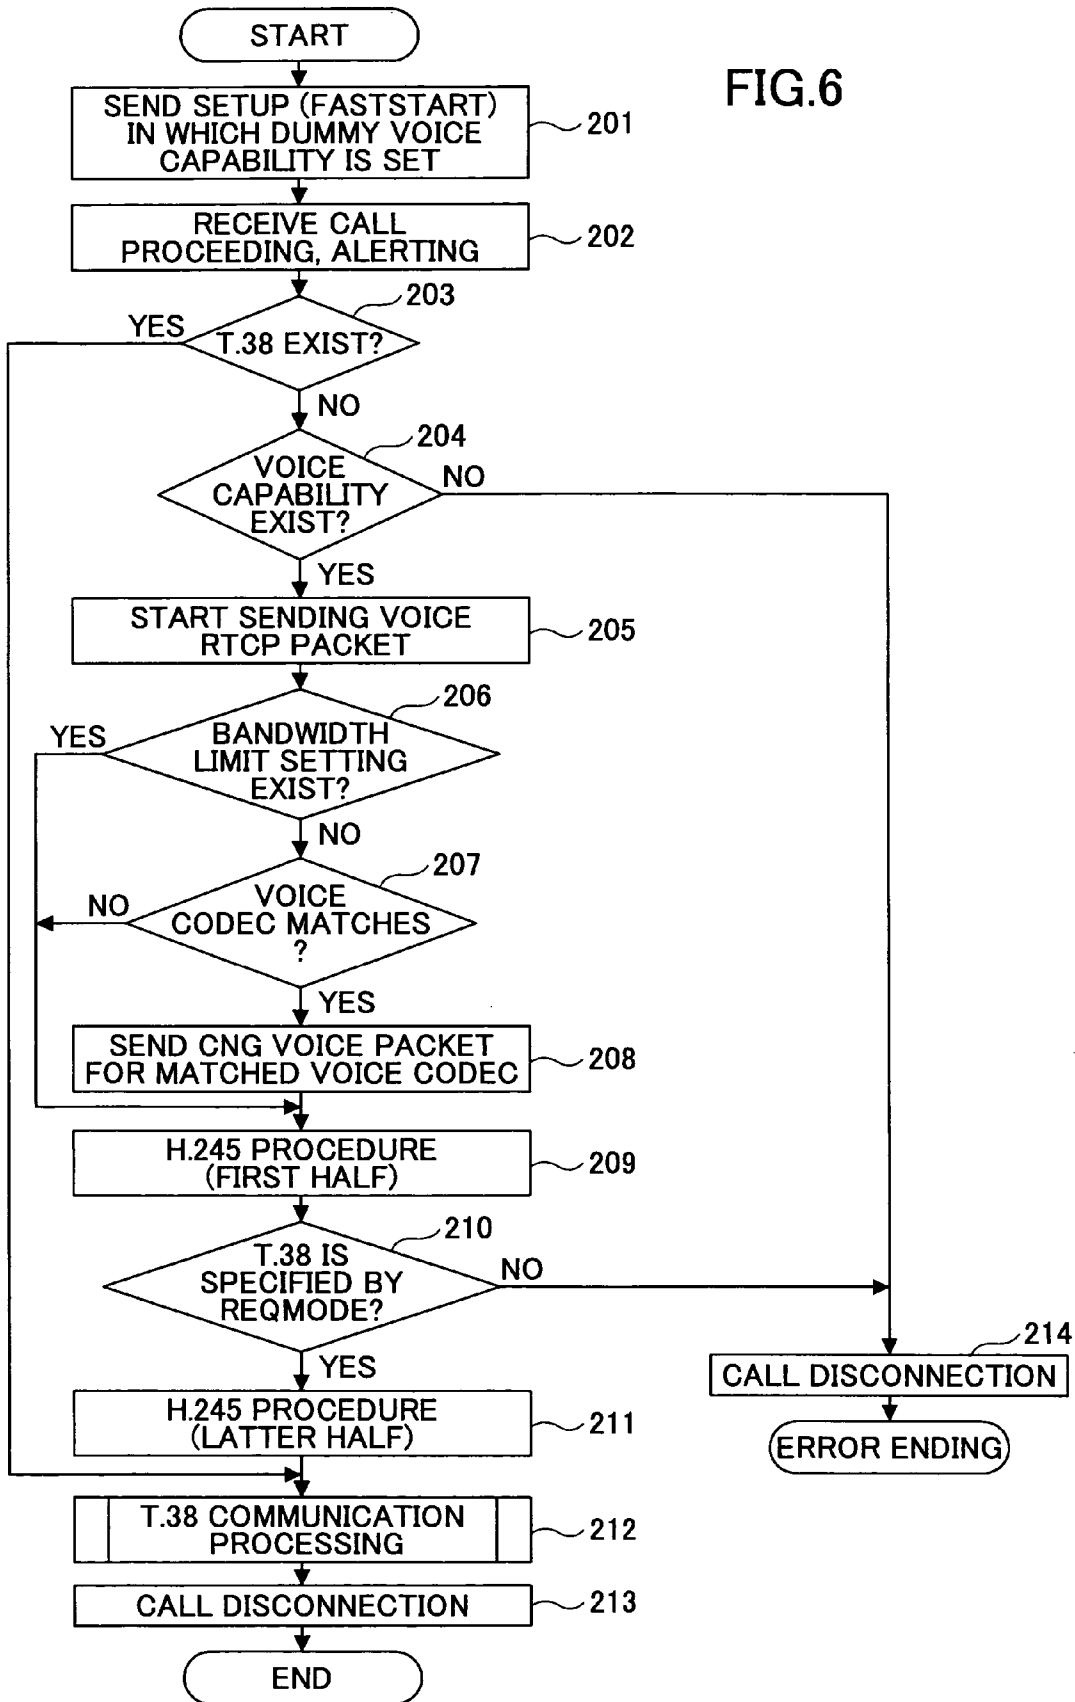 START
FIG.6
SEND SETUP (FASTSTART)
IN WHICH DUMMY VOICE
CAPABILITY IS SET
201
RECEIVE CALL
PROCEEDING, ALERTING
202
203
YES
T.38 EXIST?
NO
204
VOICE
CAPABILITY
EXIST?
NO
YES
START SENDING VOICE
RTCP PACKET
205
206
YES
BANDWIDTH
LIMIT SETTING
EXIST?
NO
207
NO
VOICE
CODEC MATCHES
?
YES
SEND CNG VOICE PACKET
FOR MATCHED VOICE CODEC
208
H.245 PROCEDURE
(FIRST HALF)
209
210
T.38 IS
SPECIFIED BY
REQMODE?
NO
YES
214
CALL DISCONNECTION
H.245 PROCEDURE
(LATTER HALF)
211
ERROR ENDING
T.38 COMMUNICATION
PROCESSING
212
CALL DISCONNECTION
213
END